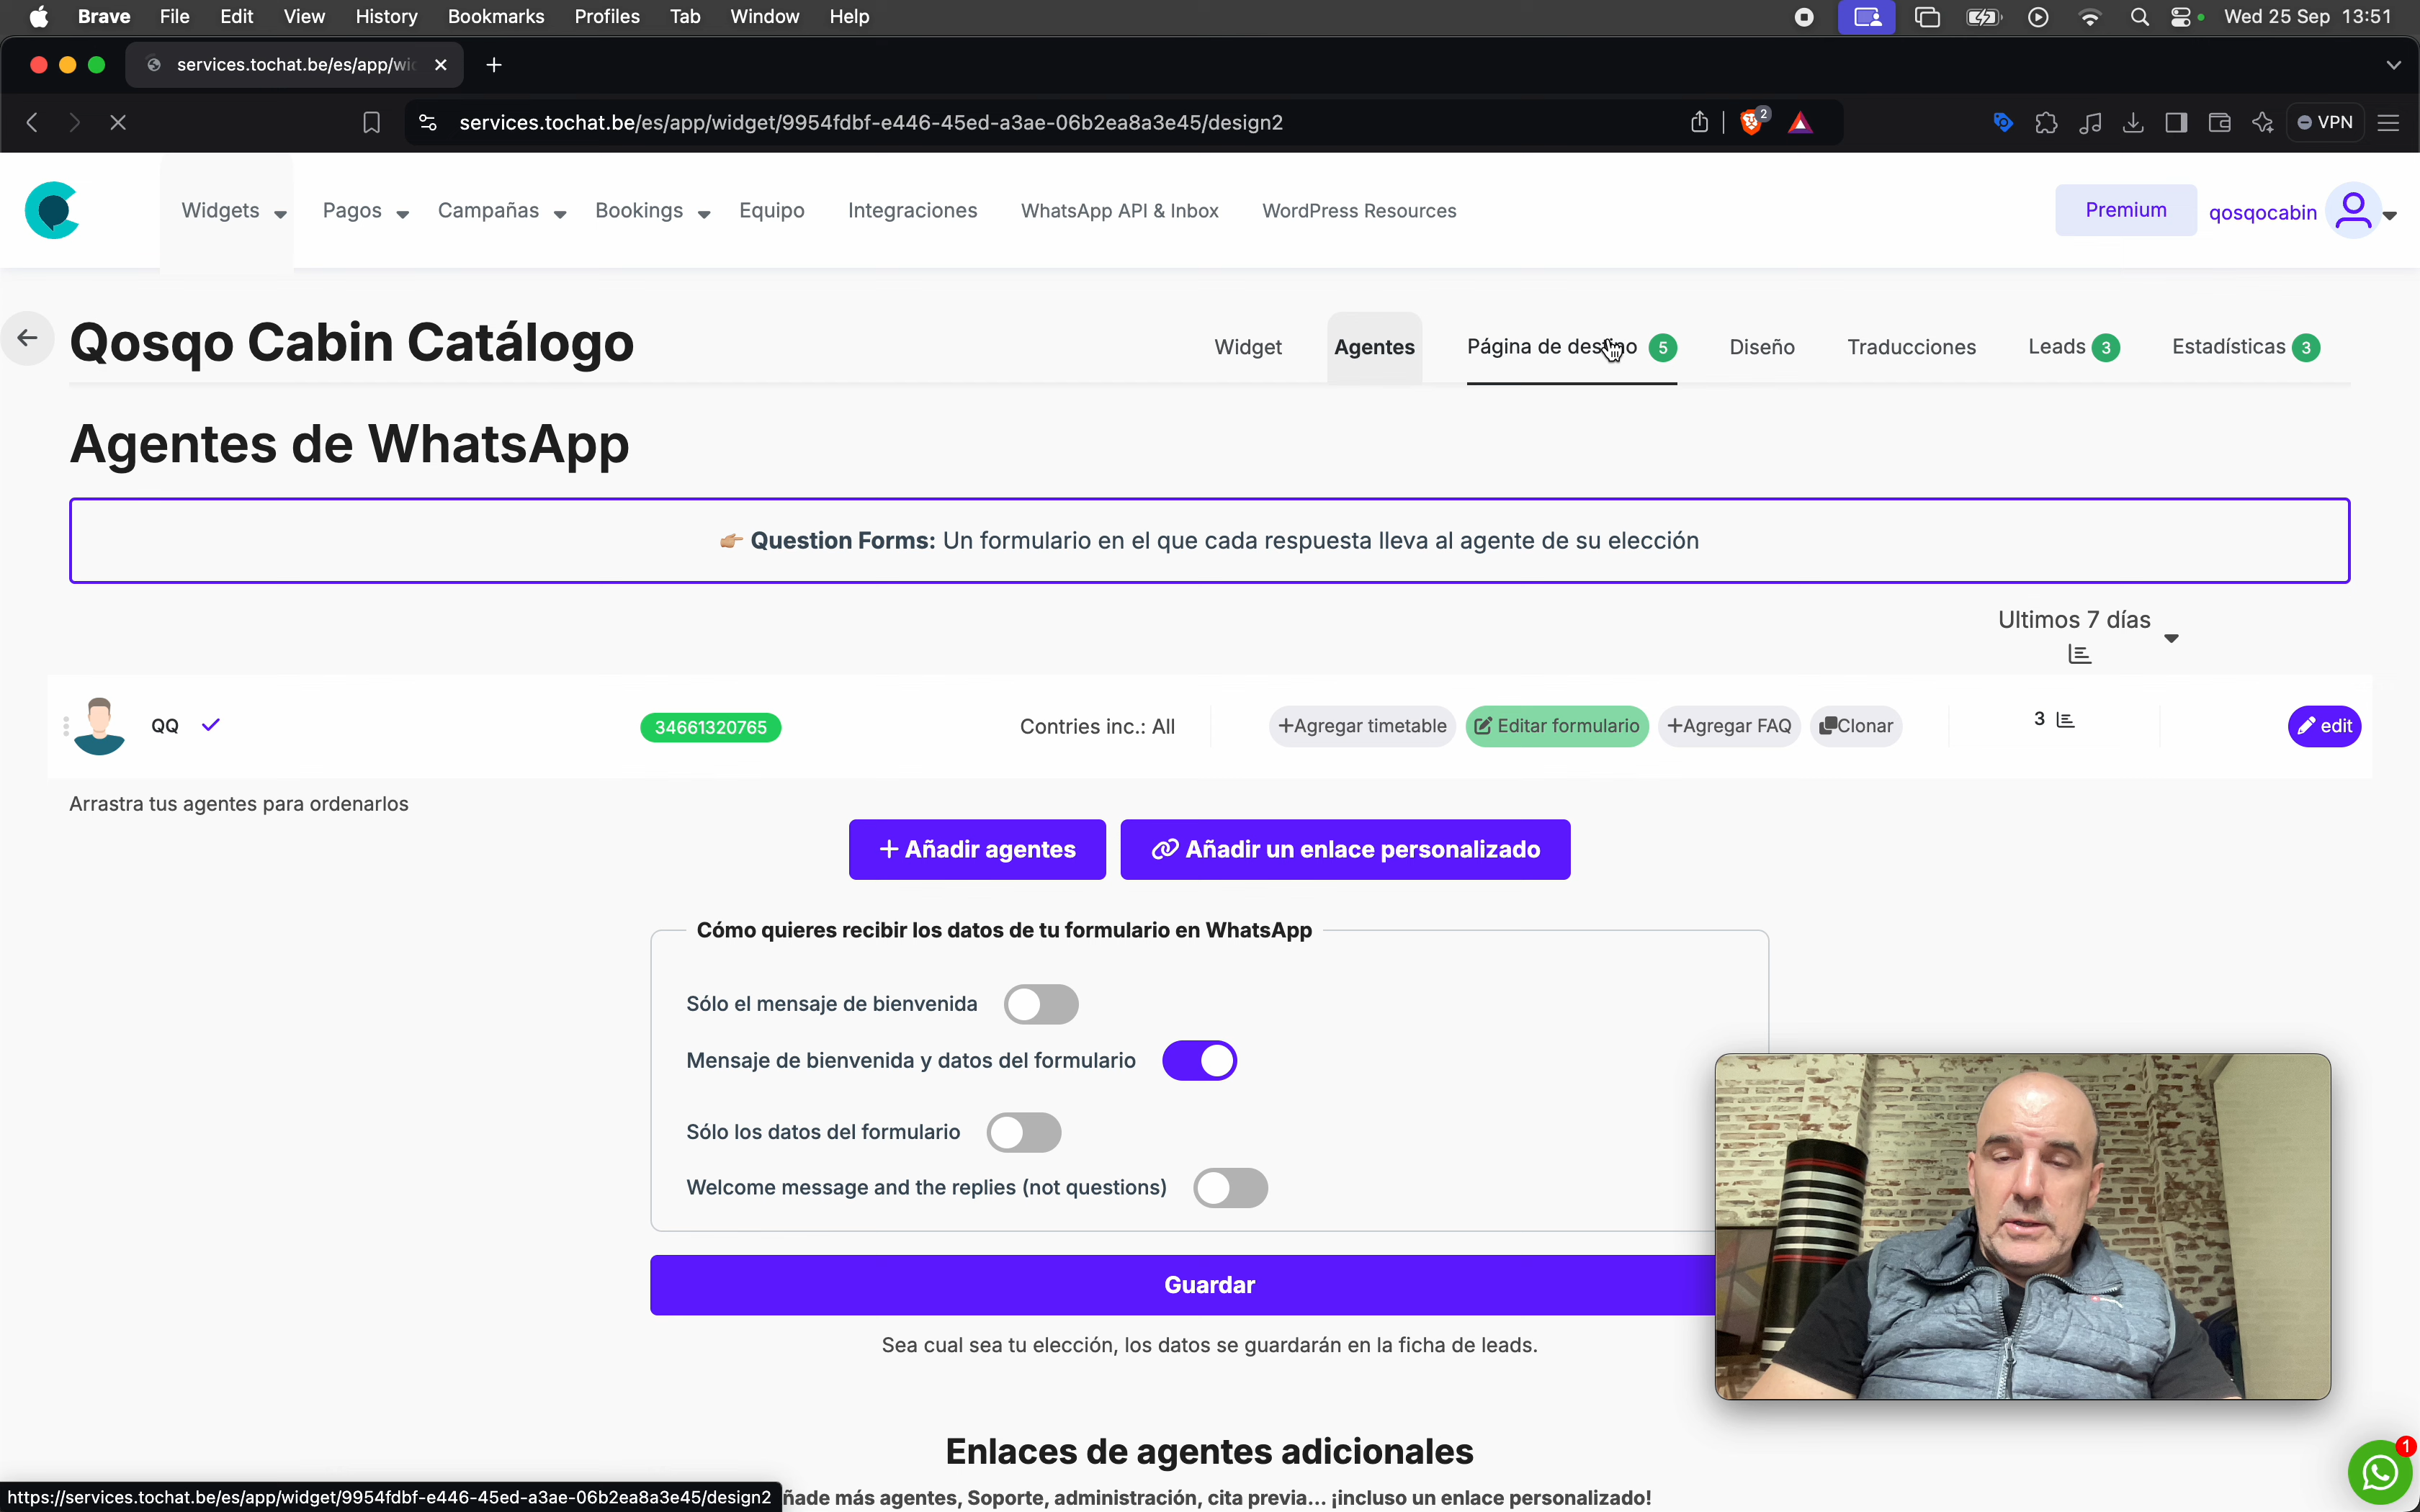 Brave File Edit View History Bookmarks Profiles Tab Window Help Wed 25 Sep 13:51
services.tochat.be/es/app/wi
services.tochat.be/es/app/widget/9954fdbf-e446-45ed-a3ae-06b2ea8a3e45/design2 2 VPN
Widgets Pagos Campañas Bookings Equipo Integraciones WhatsApp API & Inbox WordPress Resources Premium qosqocabin
Qosqo Cabin Catálogo Widget Agentes Página de des no 5 Diseño Traducciones Leads 3 Estadísticas 3
Agentes de WhatsApp
Question Forms: Un formulario en el que cada respuesta lleva al agente de su elección
Ultimos 7 días
QQ 34661320765 Contries inc.: All +Agregar timetable Editar formulario +Agregar FAQ Clonar 3 edit
Arrastra tus agentes para ordenarlos
+ Añadir agentes Añadir un enlace personalizado
Cómo quieres recibir los datos de tu formulario en WhatsApp
Sólo el mensaje de bienvenida
Mensaje de bienvenida y datos del formulario
Sólo los datos del formulario
Welcome message and the replies (not questions)
Guardar
Sea cual sea tu elección, los datos se guardarán en la ficha de leads.
Enlaces de agentes adicionales
1
https://services.tochat.be/es/app/widget/9954fdbf-e446-45ed-a3ae-06b2ea8a3e45/design2 ñade más agentes, Soporte, administración, cita previa... ¡incluso un enlace personalizado!